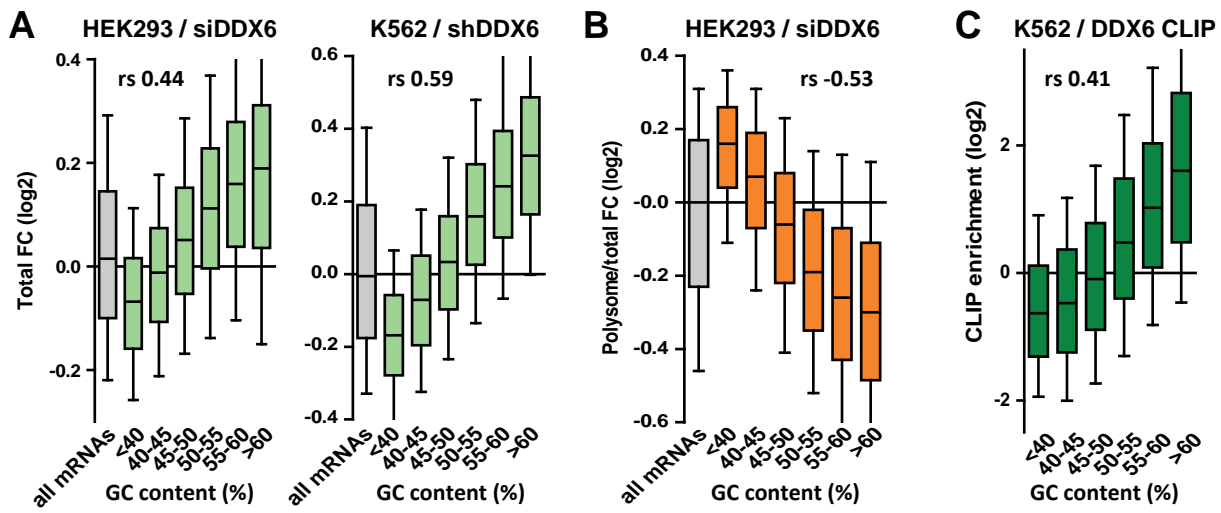 A
HEK293 / siDDX6
Total FC (log2)
0.4
0.2
0.0
-0.2
rs 0.44
all mRNAs
<40
40-45
45-50
50-55
55-60
>60
GC content (%)
K562 / shDDX6
0.6
0.4
0.2
0.0
-0.2
-0.4
rs 0.59
all mRNAs
<40
40-45
45-50
50-55
55-60
>60
GC content (%)
B
HEK293 / siDDX6
Polysome/total FC (log2)
0.4
0.2
-0.0
-0.2
-0.4
-0.6
rs -0.53
all mRNAs
<40
40-45
45-50
50-55
55-60
>60
GC content (%)
C
K562 / DDX6 CLIP
CLIP enrichment (log2)
2
0
-2
rs 0.41
<40
40-45
45-50
50-55
55-60
>60
GC content (%)